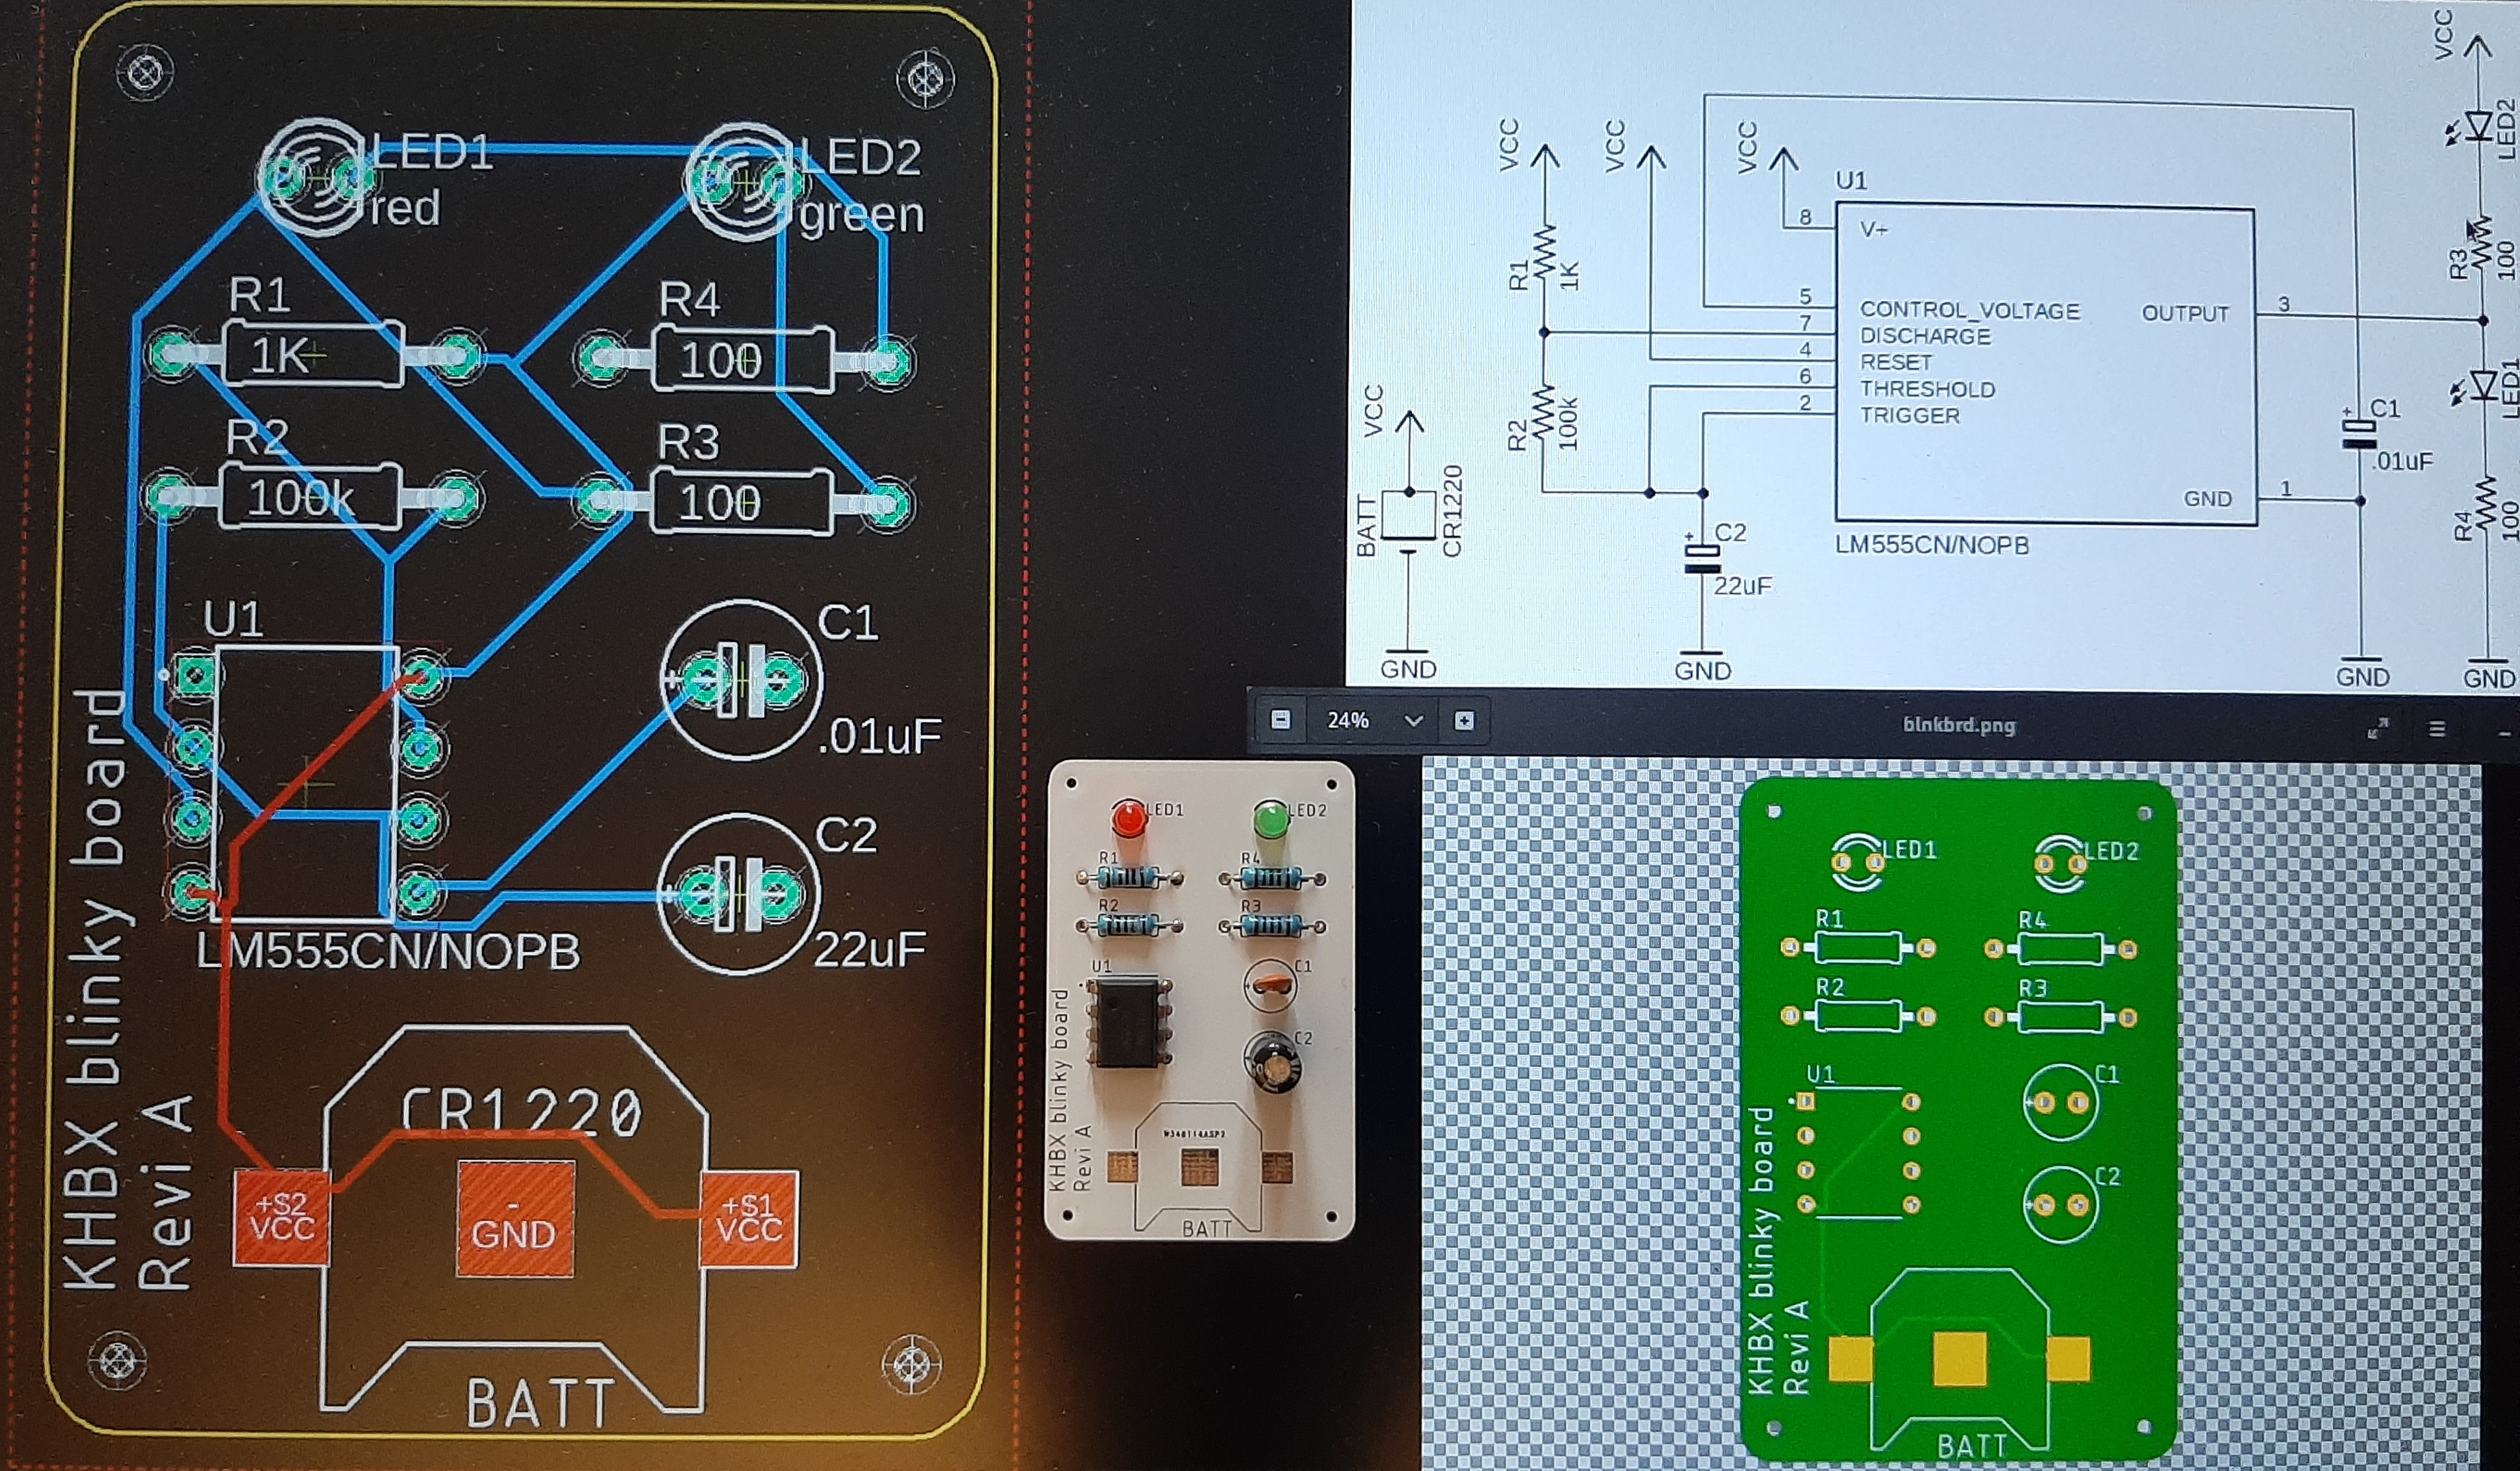 LED1
red
LED2
green
R1
1K
R4
100
R2
100k
R3
100
U1
C1
.01uF
C2
22uF
LM555CN/NOPB
KHBX blinky board
Revi A
CR1220
+$2
VCC
-
GND
+$1
VCC
BATT
VCC
VCC
VCC
VCC
VCC
BATT
CR1220
GND
R1
1K
R2
100k
U1
8
V+
5
CONTROL_VOLTAGE
7
DISCHARGE
4
RESET
6
THRESHOLD
2
TRIGGER
OUTPUT
3
GND
1
LM555CN/NOPB
+
C2
22uF
GND
+
C1
.01uF
GND
LED2
R3
100
LED1
R4
100
GND
24%
blnkbrd.png
LED1
LED2
R1
R4
R2
R3
U1
C1
C2
KHBX blinky board
Revi A
W348114ASP2
BATT
LED1
LED2
R1
R4
R2
R3
U1
C1
C2
KHBX blinky board
Revi A
BATT